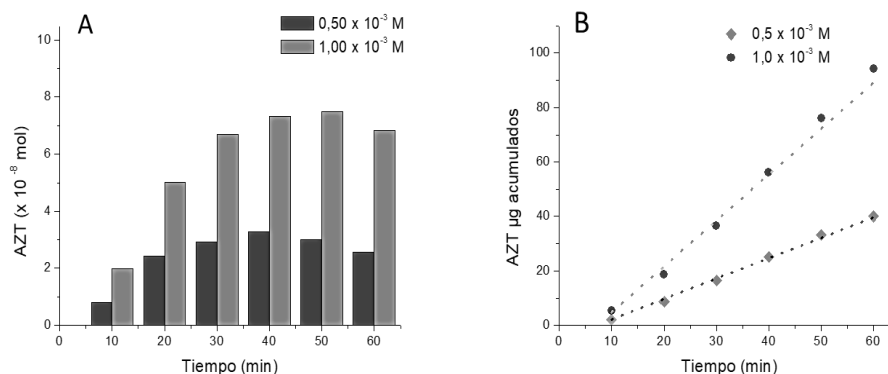 A
0,50 x 10⁻³ M
1,00 x 10⁻³ M
AZT (x 10 ⁻⁸ mol)
10
8
6
4
2
0
0 10 20 30 40 50 60
Tiempo (min)
B
0,5 x 10⁻³ M
1,0 x 10⁻³ M
AZT µg acumulados
100
80
60
40
20
0
0 10 20 30 40 50 60
Tiempo (min)